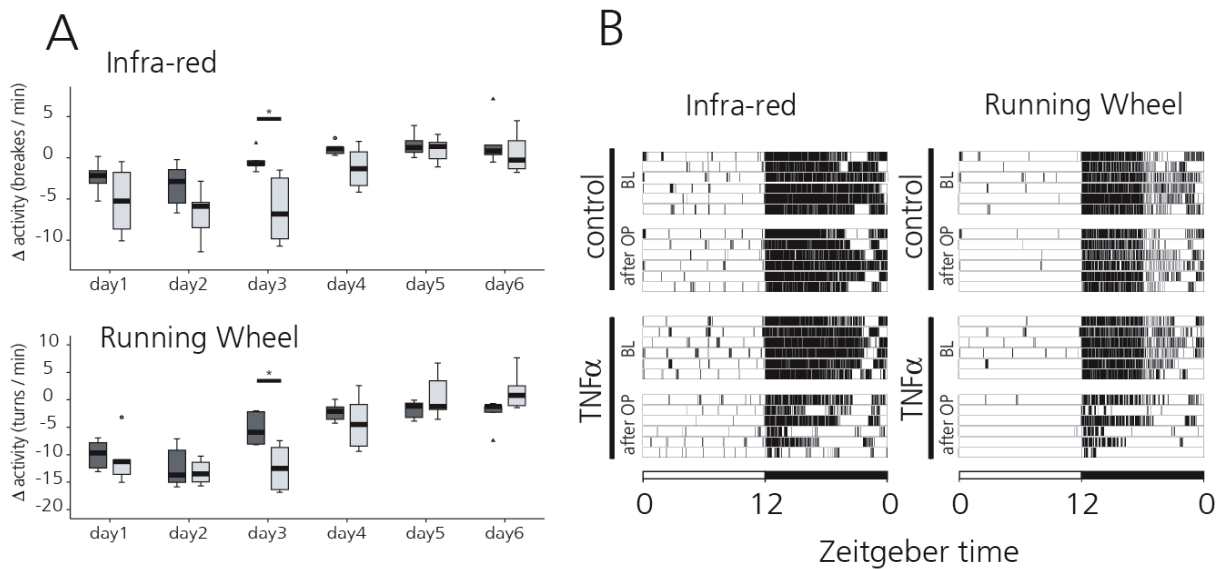 A
Infra-red
Δ activity (breakes / min)
5
0
-5
-10
*
day1 day2 day3 day4 day5 day6
Running Wheel
Δ activity (turns / min)
10
5
0
-5
-10
-15
-20
*
day1 day2 day3 day4 day5 day6
B
Infra-red Running Wheel
control
BL
after OP
control
BL
after OP
TNFα
BL
after OP
TNFα
BL
after OP
0 12 0 0 12 0
Zeitgeber time